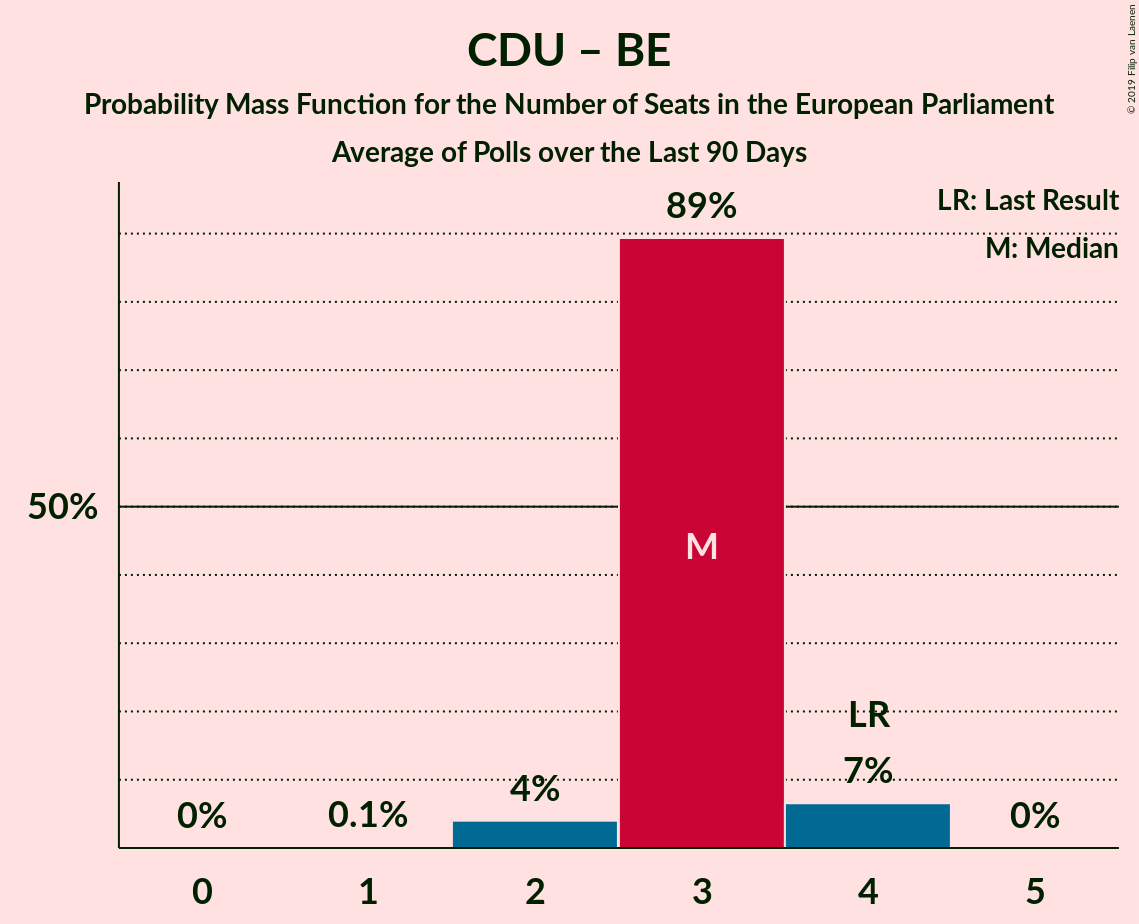 CDU – BE
Probability Mass Function for the Number of Seats in the European Parliament
Average of Polls over the Last 90 Days
© 2019 Filip van Laenen
LR: Last Result
M: Median
89%
50%
M
LR
7%
4%
0%
0.1%
0%
0
1
2
3
4
5